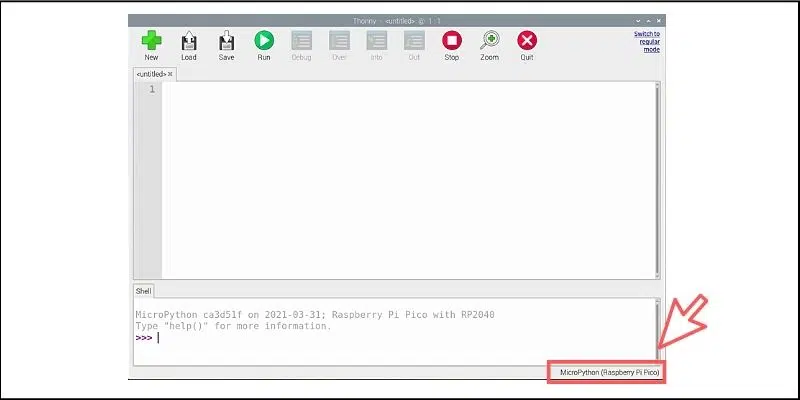 Thonny - <untitled> @ 1 : 1
New Load Save Run Debug Over Into Out Stop Zoom Quit
Switch to
regular
mode
<untitled> ×
1
Shell
MicroPython ca3d51f on 2021-03-31; Raspberry Pi Pico with RP2040
Type "help()" for more information.
>>>
MicroPython (Raspberry Pi Pico)